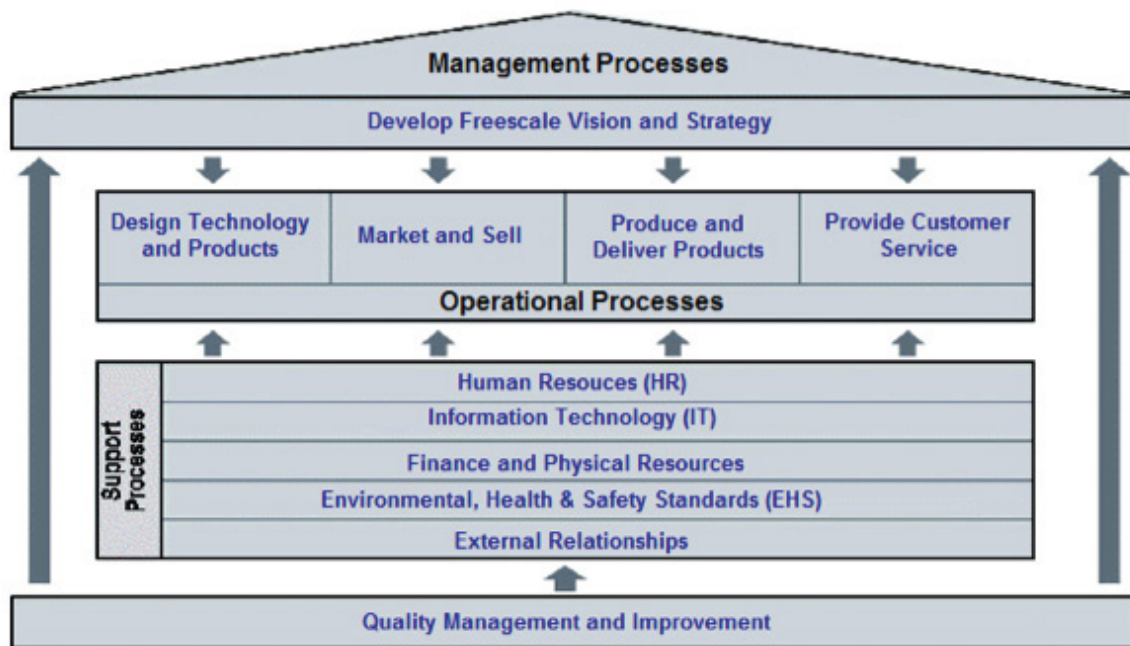 Management Processes
Develop Freescale Vision and Strategy
Design Technology
and Products
Market and Sell
Produce and
Deliver Products
Provide Customer
Service
Operational Processes
Support
Processes
Human Resouces (HR)
Information Technology (IT)
Finance and Physical Resources
Environmental, Health & Safety Standards (EHS)
External Relationships
Quality Management and Improvement